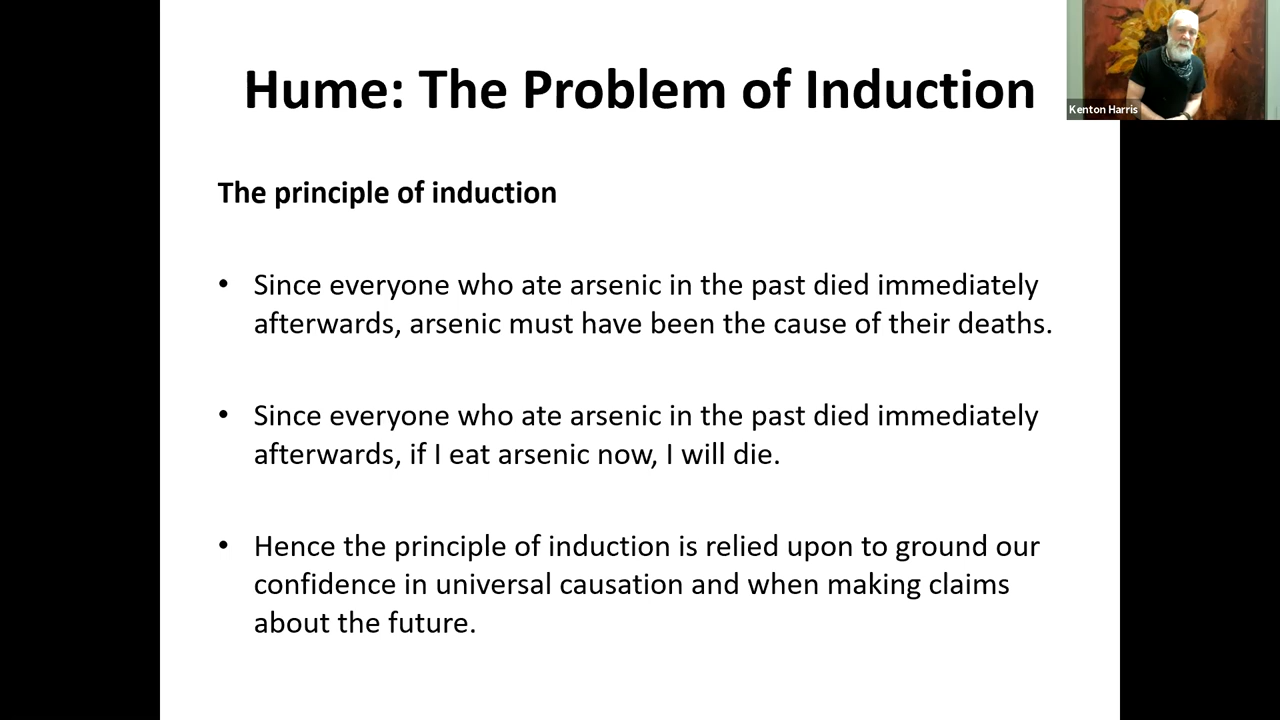 Hume: The Problem of Induction
Kenton Harris
The principle of induction
• Since everyone who ate arsenic in the past died immediately
afterwards, arsenic must have been the cause of their deaths.
• Since everyone who ate arsenic in the past died immediately
afterwards, if I eat arsenic now, I will die.
• Hence the principle of induction is relied upon to ground our
confidence in universal causation and when making claims
about the future.